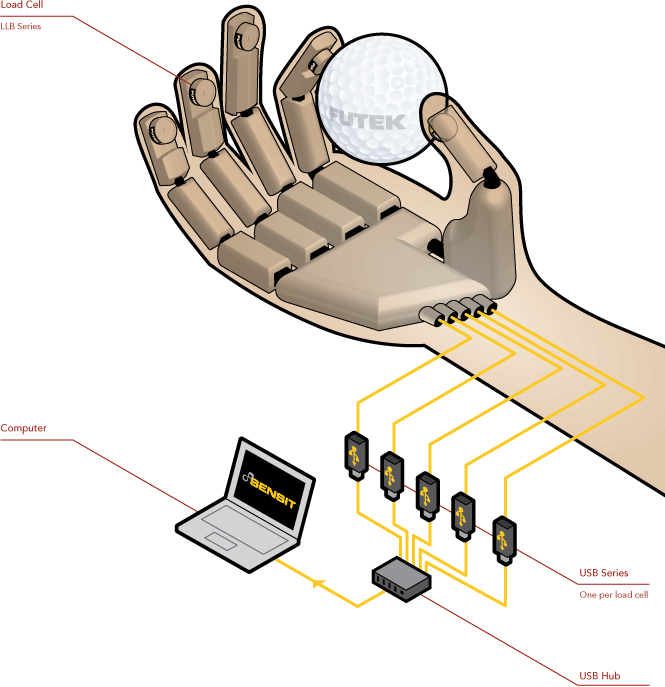 Load Cell
LLB Series
FUTEK
Computer
SENSIT
USB Series
One per load cell
USB Hub